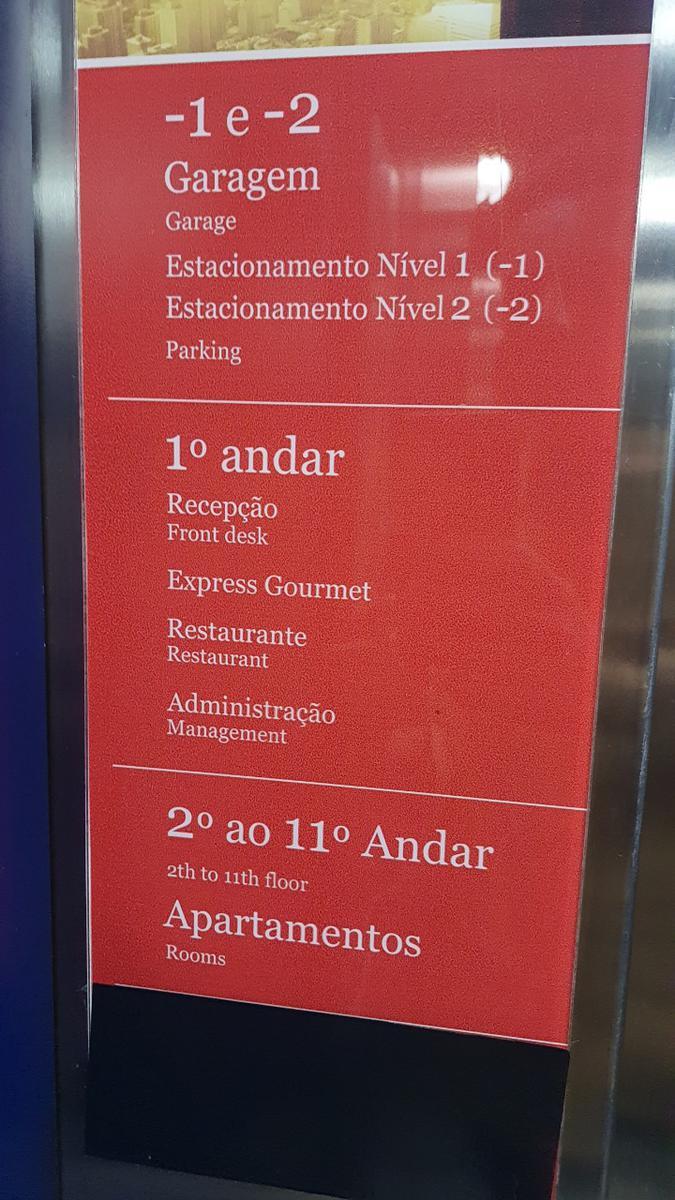 -1 e -2
Garagem
Garage
Estacionamento Nível 1 (-1)
Estacionamento Nível 2 (-2)
Parking
1º andar
Recepção
Front desk
Express Gourmet
Restaurante
Restaurant
Administração
Management
2º ao 11º Andar
2th to 11th floor
Apartamentos
Rooms